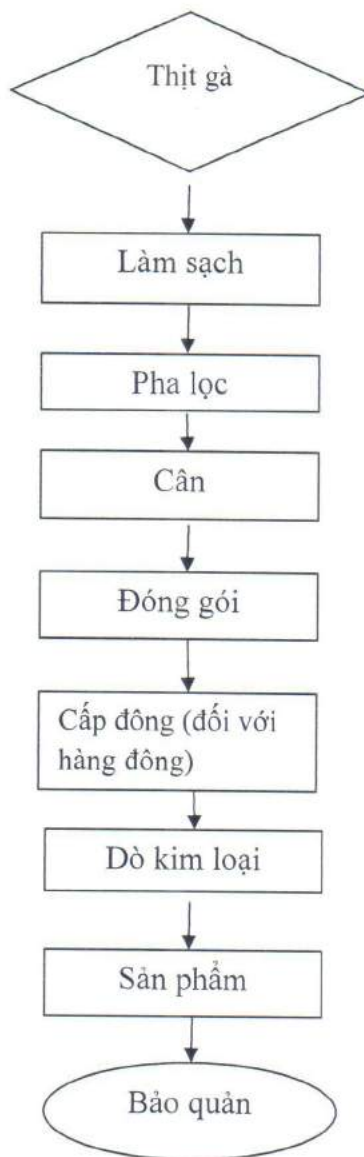 Thịt gà
Làm sạch
Pha lọc
Cân
Đóng gói
Cấp đông (đối với
hàng đông)
Dò kim loại
Sản phẩm
Bảo quản